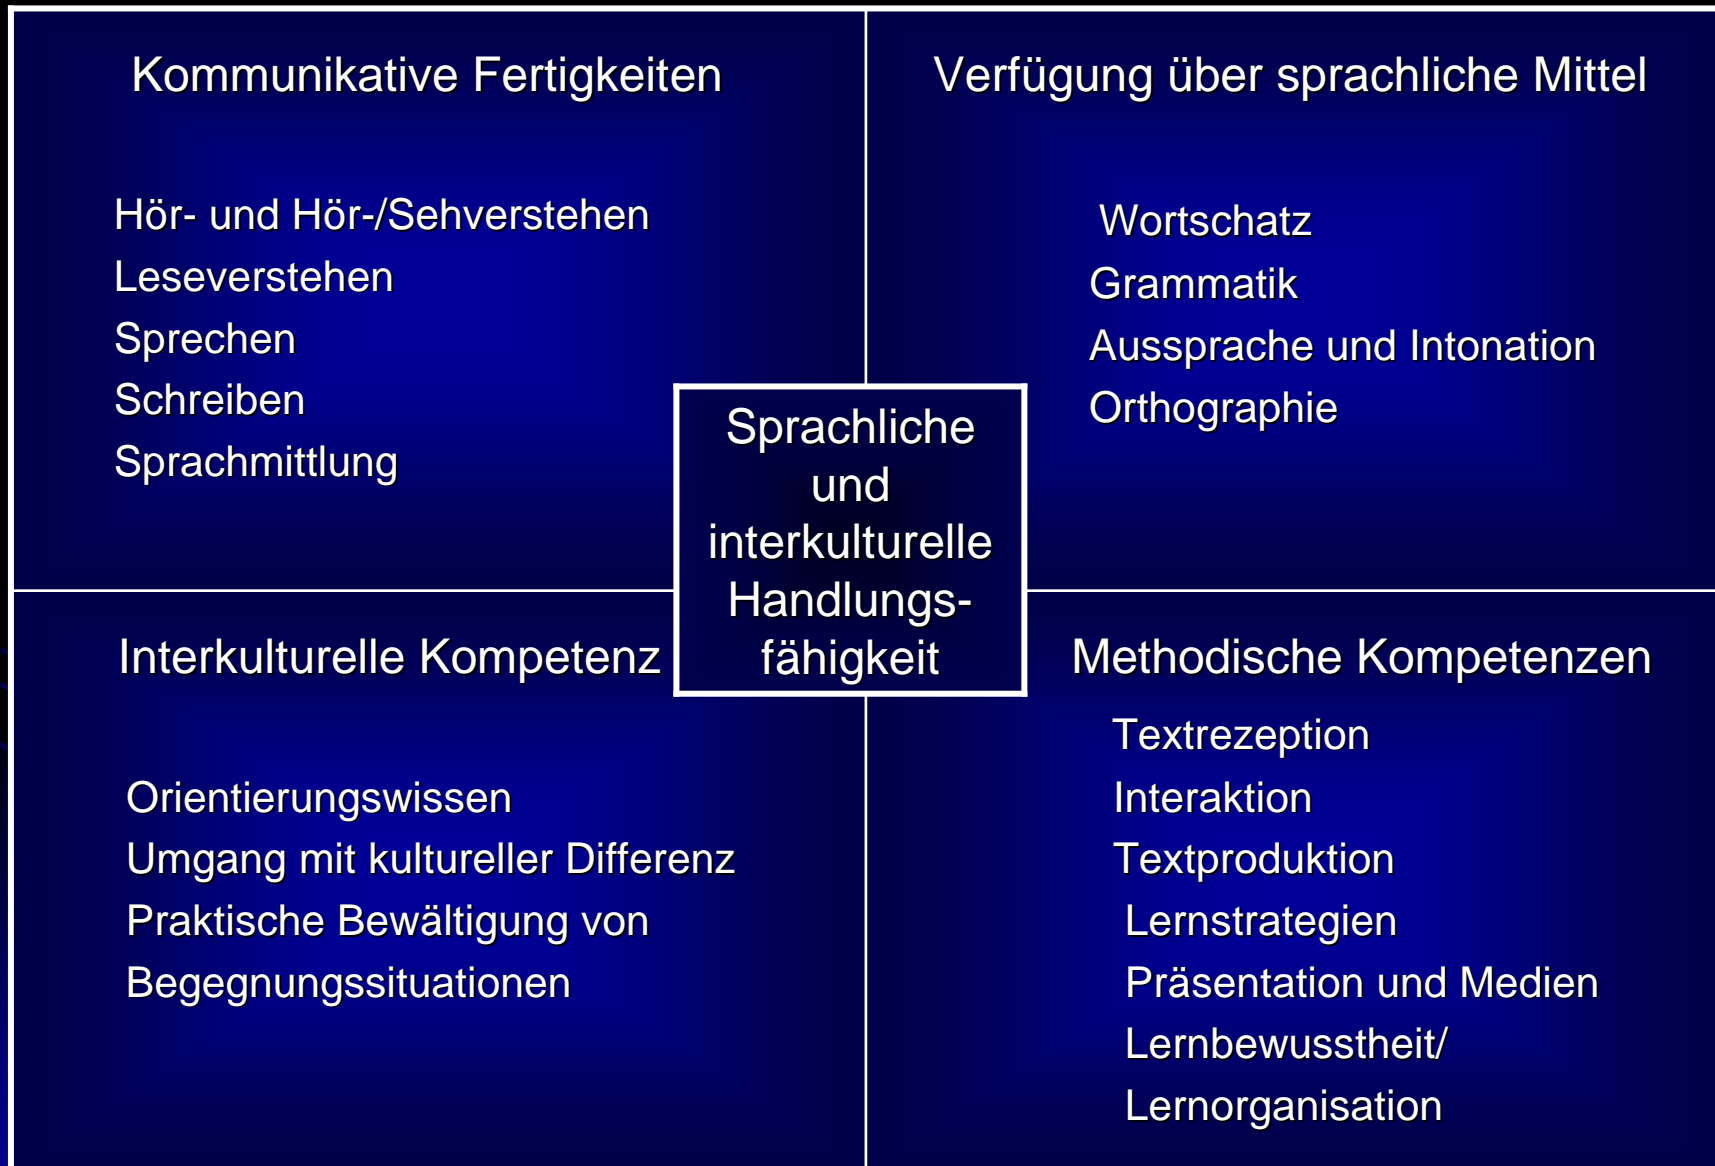 Kommunikative Fertigkeiten
Hör- und Hör-/Sehverstehen
Leseverstehen
Sprechen
Schreiben
Sprachmittlung
Verfügung über sprachliche Mittel
Wortschatz
Grammatik
Aussprache und Intonation
Orthographie
Sprachliche
und
interkulturelle
Handlungs-
fähigkeit
Interkulturelle Kompetenz
Orientierungswissen
Umgang mit kultureller Differenz
Praktische Bewältigung von
Begegnungssituationen
Methodische Kompetenzen
Textrezeption
Interaktion
Textproduktion
Lernstrategien
Präsentation und Medien
Lernbewusstheit/
Lernorganisation